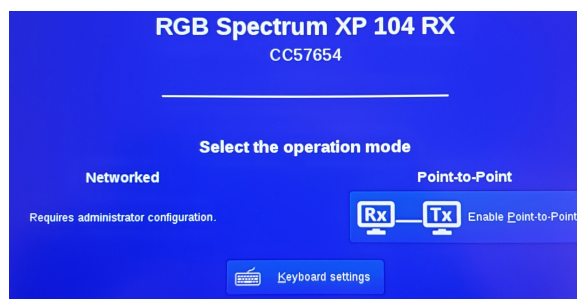 RGB Spectrum XP 104 RX
CC57654
Select the operation mode
Networked
Point-to-Point
Requires administrator configuration.
Rx
Tx
Enable Point-to-Point
Keyboard settings